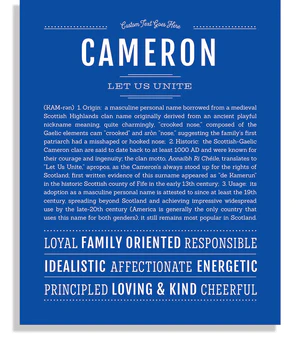 Custom Text Goes Here
CAMERON
LET US UNITE
(KAM-ran) 1. Origin: a masculine personal name borrowed from a medieval
Scottish Highlands clan name originally derived from an ancient playful
nickname meaning, quite charmingly, "crooked nose," composed of the
Gaelic elements cam "crooked" and sròn "nose," suggesting the family's first
patriarch had a misshaped or hooked nose. 2. Historic: the Scottish-Gaelic
Cameron clan are said to date back to at least 1000 AD and were known for
their courage and ingenuity; the clan motto, Aonaibh Ri Chéile, translates to
"Let Us Unite," apropos, as the Cameron's always stood up for the rights of
Scotland; first written evidence of this surname appeared as "de Kamerun"
in the historic Scottish county of Fife in the early 13th century. 3. Usage: its
adoption as a masculine personal name is attested to since at least the 19th
century, spreading beyond Scotland and achieving impressive widespread
use by the late-20th century (America is generally the only country that
uses this name for both genders); it still remains most popular in Scotland.
LOYAL FAMILY ORIENTED RESPONSIBLE
IDEALISTIC AFFECTIONATE ENERGETIC
PRINCIPLED LOVING & KIND CHEERFUL